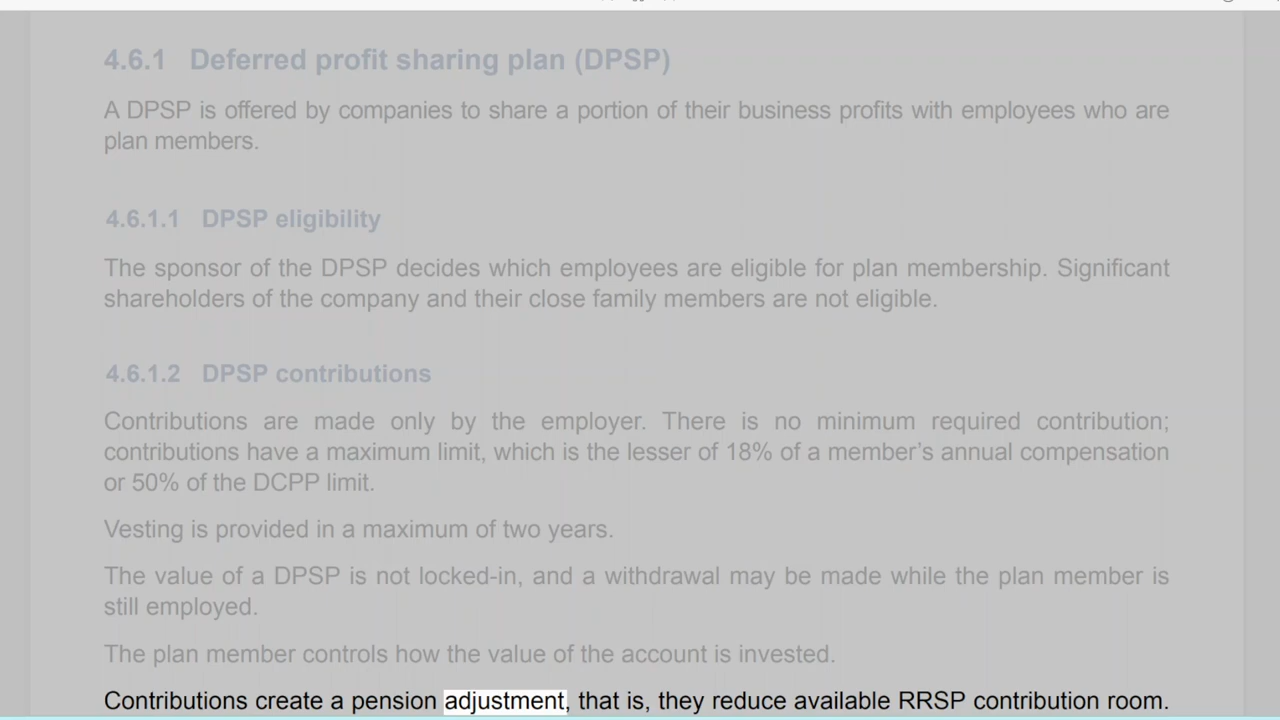 4.6.1 Deferred profit sharing plan (DPSP)
A DPSP is offered by companies to share a portion of their business profits with employees who are
plan members.
4.6.1.1 DPSP eligibility
The sponsor of the DPSP decides which employees are eligible for plan membership. Significant
shareholders of the company and their close family members are not eligible.
4.6.1.2 DPSP contributions
Contributions are made only by the employer. There is no minimum required contribution;
contributions have a maximum limit, which is the lesser of 18% of a member’s annual compensation
or 50% of the DCPP limit.
Vesting is provided in a maximum of two years.
The value of a DPSP is not locked-in, and a withdrawal may be made while the plan member is
still employed.
The plan member controls how the value of the account is invested.
Contributions create a pension adjustment, that is, they reduce available RRSP contribution room.